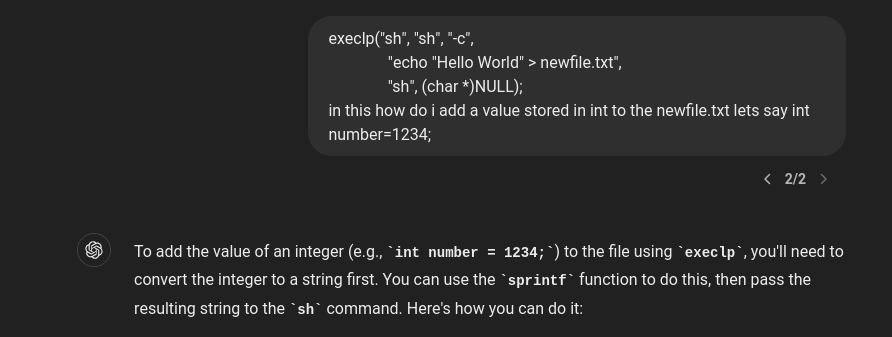 execlp("sh", "sh", "-c",
"echo "Hello World" > newfile.txt",
"sh", (char *)NULL);
in this how do i add a value stored in int to the newfile.txt lets say int
number=1234;
2/2
To add the value of an integer (e.g., `int number = 1234;`) to the file using `execlp`, you'll need to
convert the integer to a string first. You can use the `sprintf` function to do this, then pass the
resulting string to the `sh` command. Here's how you can do it: